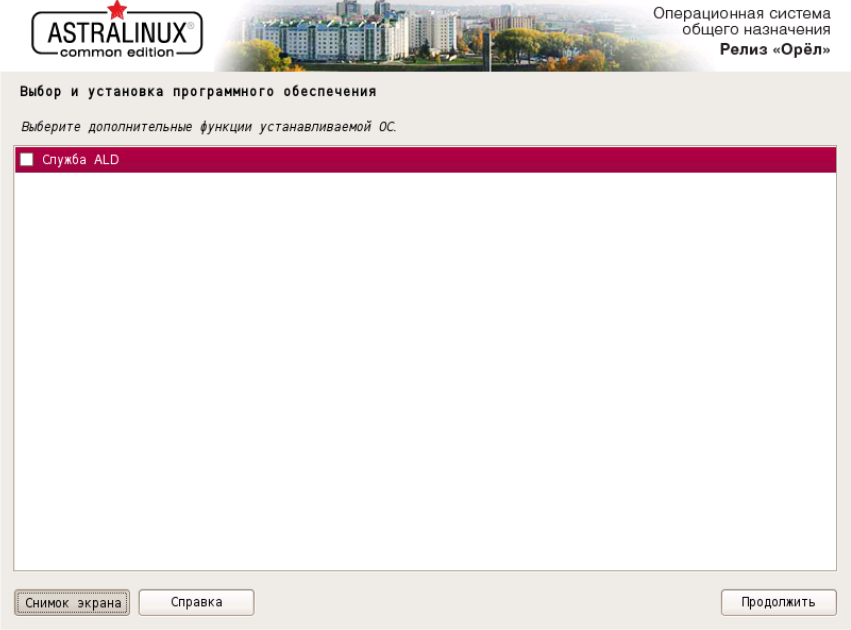 ASTRALINUX®
common edition
Операционная система
общего назначения
Релиз «Орёл»
Выбор и установка программного обеспечения
Выберите дополнительные функции устанавливаемой ОС.
Служба ALD
Снимок экрана
Справка
Продолжить